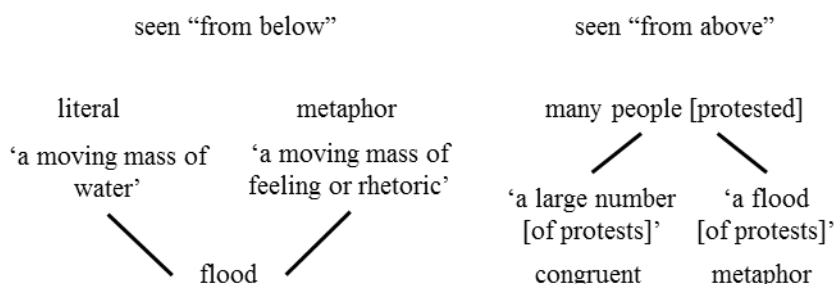 seen “from below”
seen “from above”
literal
metaphor
many people [protested]
‘a moving mass of
water’
‘a moving mass of
feeling or rhetoric’
‘a large number
[of protests]’
‘a flood
[of protests]’
flood
congruent
metaphor